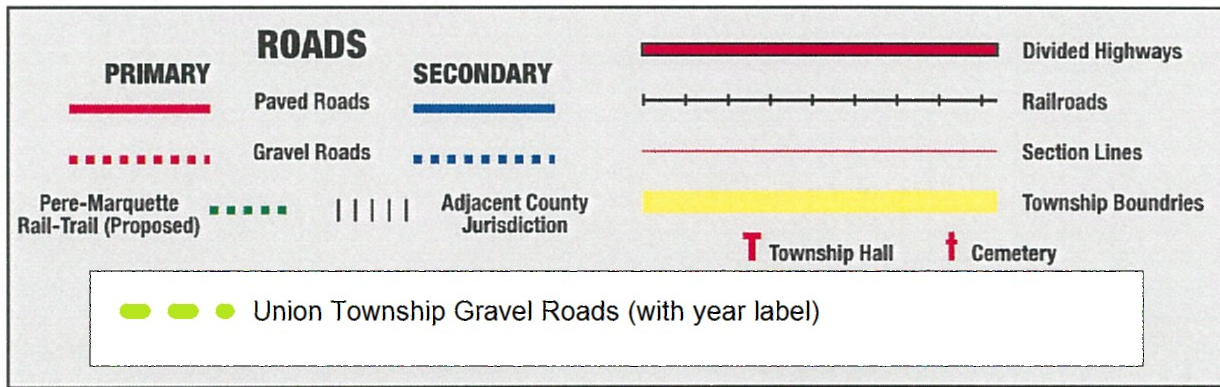 ROADS
PRIMARY
SECONDARY
Paved Roads
Gravel Roads
Pere-Marquette
Rail-Trail (Proposed)
Adjacent County
Jurisdiction
Divided Highways
Railroads
Section Lines
Township Boundries
Township Hall
Cemetery
Union Township Gravel Roads (with year label)